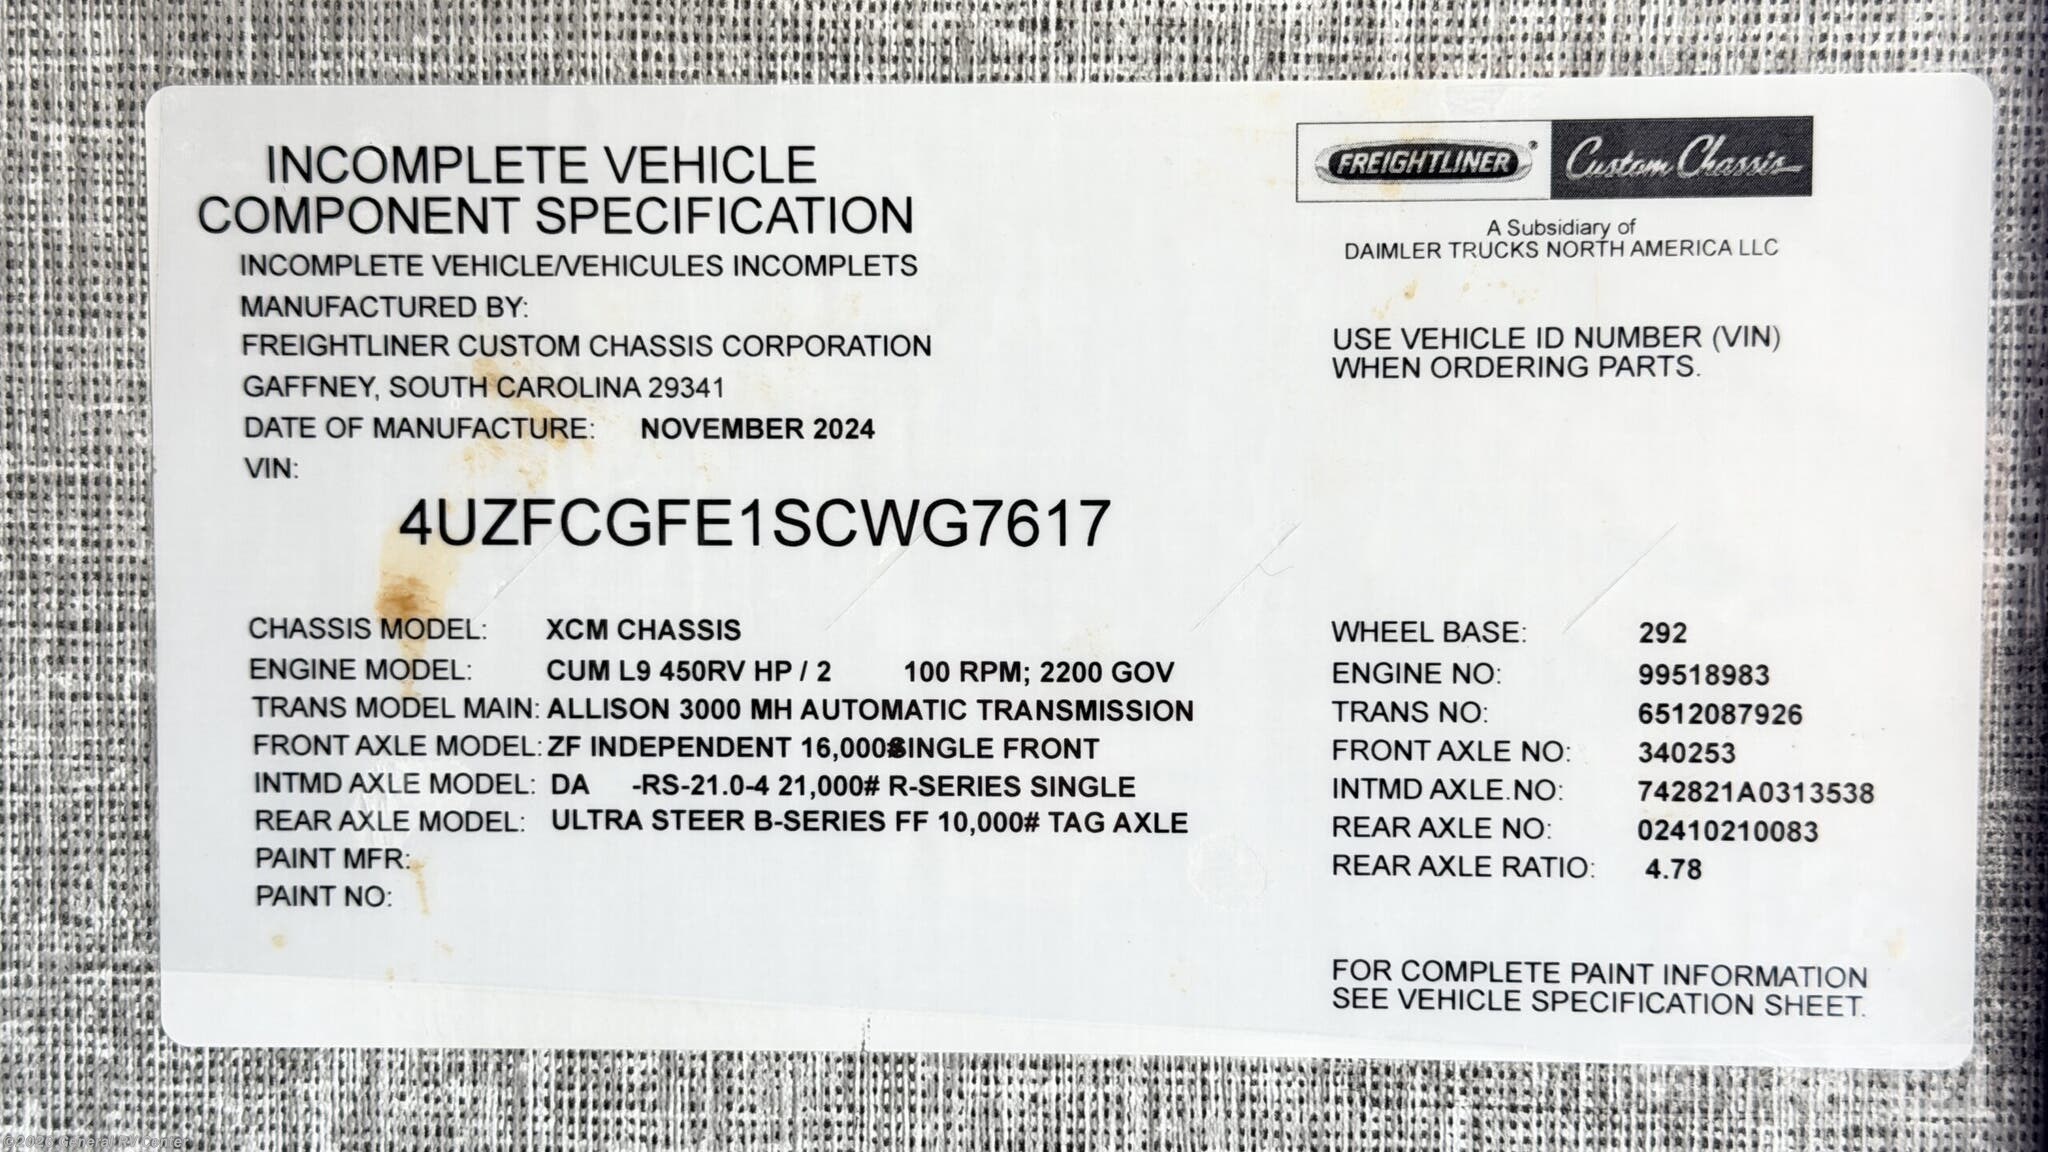 INCOMPLETE VEHICLE
COMPONENT SPECIFICATION
INCOMPLETE VEHICLE/VEHICULES INCOMPLETS
MANUFACTURED BY:
FREIGHTLINER CUSTOM CHASSIS CORPORATION
GAFFNEY, SOUTH CAROLINA 29341
DATE OF MANUFACTURE: NOVEMBER 2024
VIN:
4UZFCGFE1SCWG7617
FREIGHTLINER® Custom Chassis
A Subsidiary of
DAIMLER TRUCKS NORTH AMERICA LLC
USE VEHICLE ID NUMBER (VIN)
WHEN ORDERING PARTS.
CHASSIS MODEL: XCM CHASSIS
ENGINE MODEL: CUM L9 450RV HP / 2 100 RPM; 2200 GOV
TRANS MODEL MAIN: ALLISON 3000 MH AUTOMATIC TRANSMISSION
FRONT AXLE MODEL: ZF INDEPENDENT 16,000#SINGLE FRONT
INTMD AXLE MODEL: DA -RS-21.0-4 21,000# R-SERIES SINGLE
REAR AXLE MODEL: ULTRA STEER B-SERIES FF 10,000# TAG AXLE
PAINT MFR:
PAINT NO:
WHEEL BASE: 292
ENGINE NO: 99518983
TRANS NO: 6512087926
FRONT AXLE NO: 340253
INTMD AXLE.NO: 742821A0313538
REAR AXLE NO: 02410210083
REAR AXLE RATIO: 4.78
FOR COMPLETE PAINT INFORMATION
SEE VEHICLE SPECIFICATION SHEET.
General RV Center